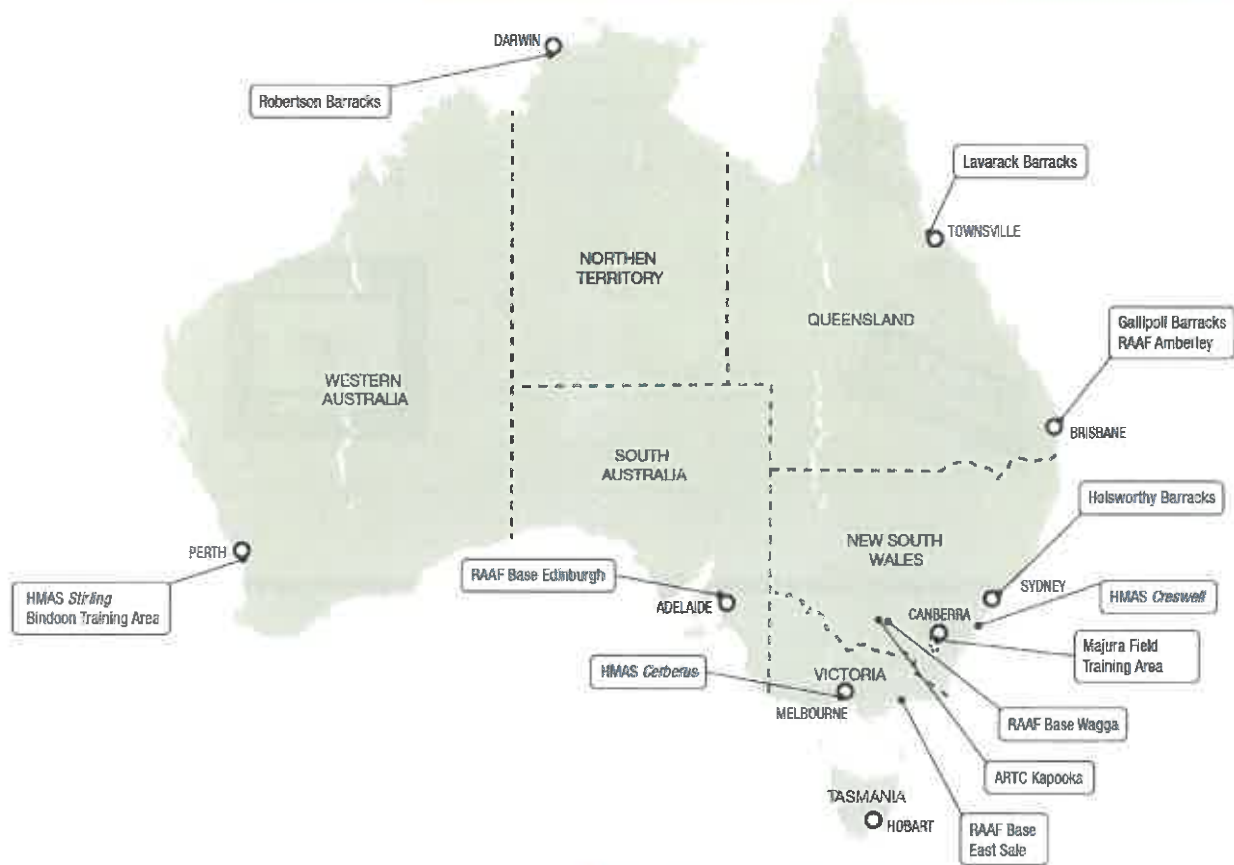 DARWIN
Robertson Barracks
Lavarack Barracks
TOWNSVILLE
NORTHEN
TERRITORY
QUEENSLAND
Gallipoli Barracks
RAAF Amberley
WESTERN
AUSTRALIA
BRISBANE
SOUTH
AUSTRALIA
Holsworthy Barracks
NEW SOUTH
WALES
PERTH
RAAF Base Edinburgh
HMAS Stirling
Bindoon Training Area
ADELAIDE
SYDNEY
HMAS Creswell
CANBERRA
Majura Field
Training Area
HMAS Cerberus
VICTORIA
MELBOURNE
RAAF Base Wagga
ARTC Kapooka
TASMANIA
HOBART
RAAF Base
East Sale